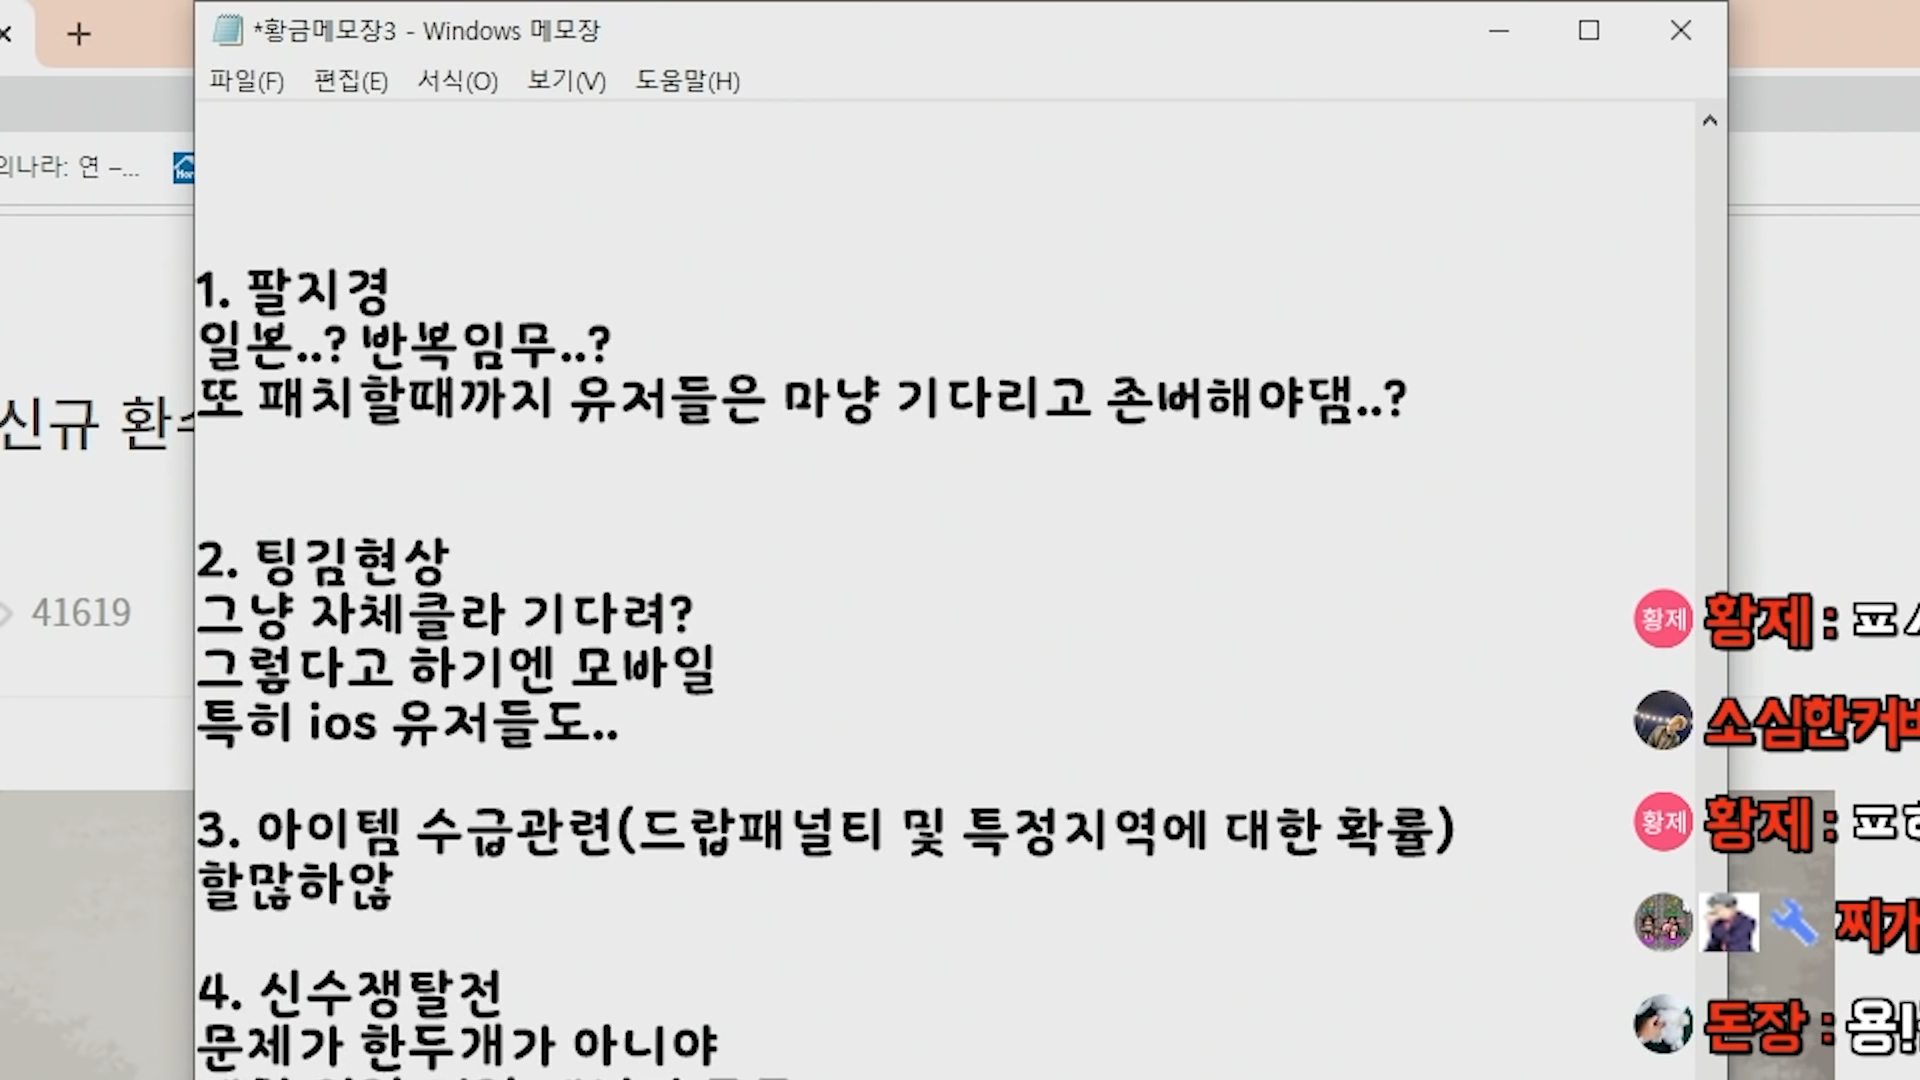 *황금메모장3 - Windows 메모장
파일(F) 편집(E) 서식(O) 보기(V) 도움말(H)
의나라: 연 –...
1. 팔지경
일본..? 반복임무..?
또 패치할때까지 유저들은 마냥 기다리고 존버해야댐..?
신규
2. 팅김현상
그냥 자체클라 기다려?
그렇다고 하기엔 모바일
특히 ios 유저들도..
41619
3. 아이템 수급관련(드랍패널티 및 특정지역에 대한 확률)
할많하않
4. 신수쟁탈전
문제가 한두개가 아니야
황제 황제 : ㅍ
소심한커
황제 황제 : ㅍ
찌
돈장 : 용!